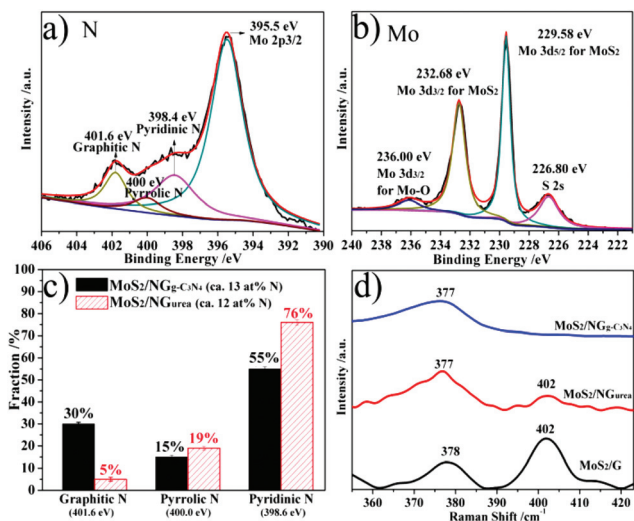 a) N
395.5 eV
Mo 2p3/2
398.4 eV
Pyridinic N
401.6 eV
Graphitic N
400 eV
Pyrrolic N
Intensity /a.u.
406 404 402 400 398 396 394 392 390
Binding Energy /eV
b) Mo
229.58 eV
Mo 3d5/2 for MoS2
232.68 eV
Mo 3d3/2 for MoS2
236.00 eV
Mo 3d3/2
for Mo-O
226.80 eV
S 2s
Intensity /a.u.
240 238 236 234 232 230 228 226 224 222
Binding Energy /eV
c)
MoS2/NGg-C3N4 (ca. 13 at% N)
MoS2/NGurea (ca. 12 at% N)
100
90
80
70
60
50
40
30
20
10
0
Fraction /%
30%
5%
15%
19%
55%
76%
Graphitic N Pyrrolic N Pyridinic N
(401.6 eV) (400.0 eV) (398.6 eV)
d)
377
MoS2/NGg-C3N4
377
402
MoS2/NGurea
402
378
MoS2/G
Intensity /a.u.
360 370 380 390 400 410 420
Raman Shift /cm-1